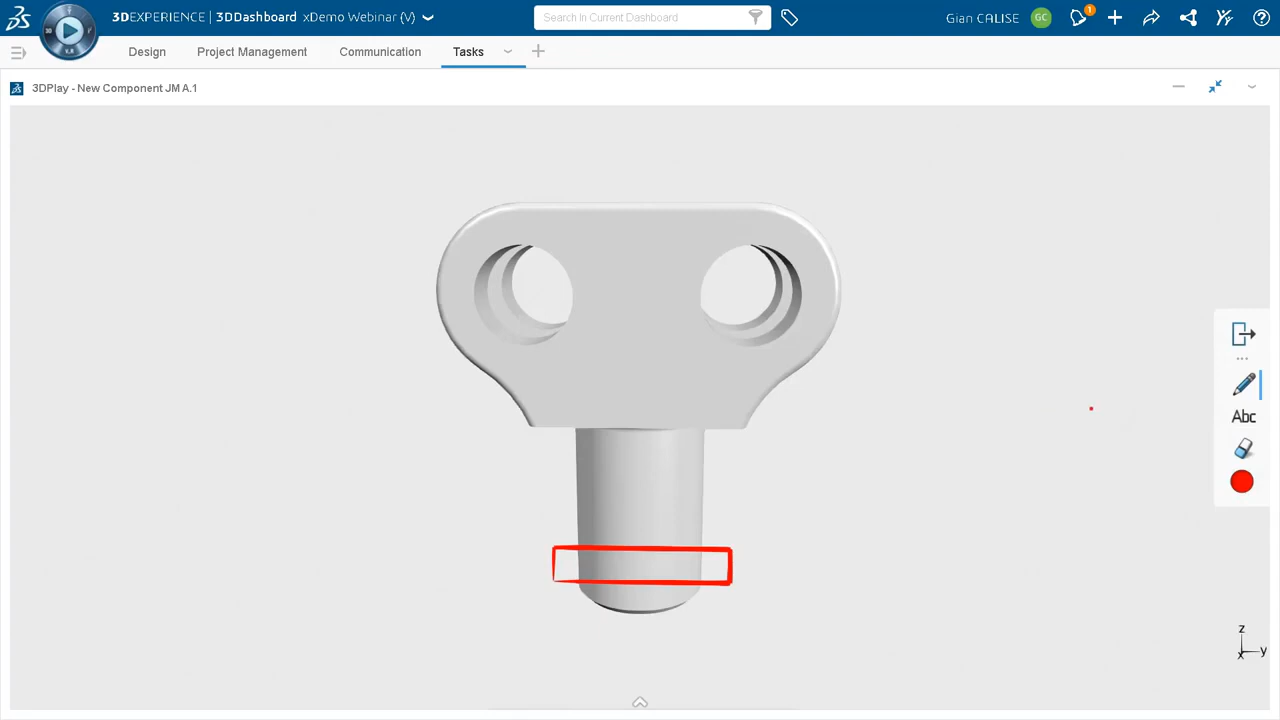 3DEXPERIENCE | 3DDashboard xDemo Webinar (V)
Search In Current Dashboard
Gian CALISE
GC
1
3D
V.R
Design
Project Management
Communication
Tasks
3DPlay - New Component JM A.1
Abc
z
x
y